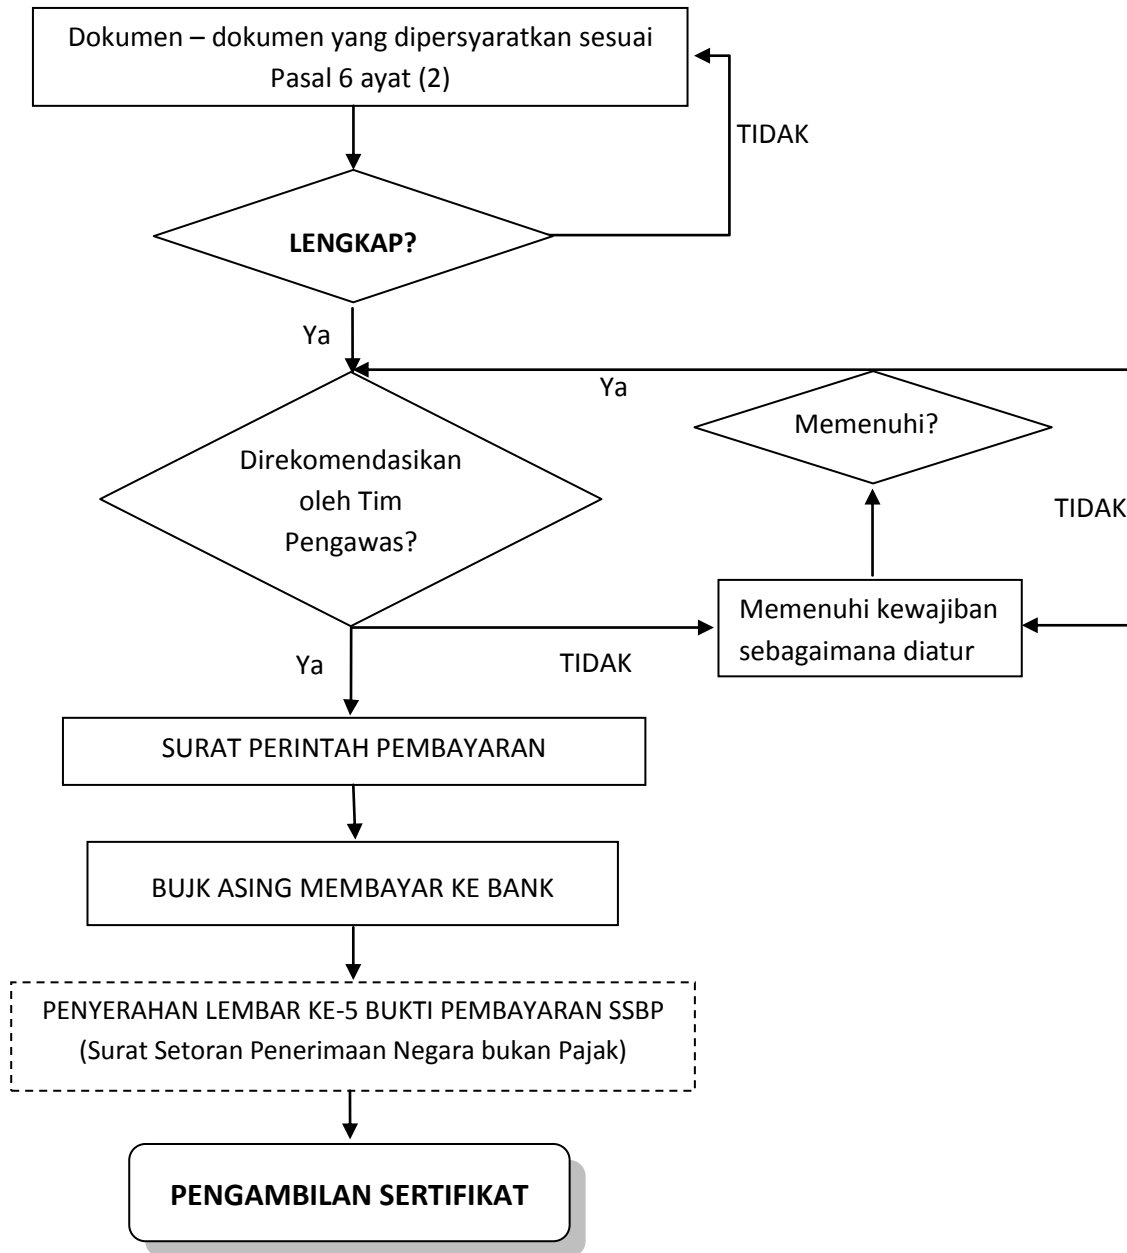 Dokumen – dokumen yang dipersyaratkan sesuai
Pasal 6 ayat (2)
TIDAK
LENGKAP?
Ya
Ya
Memenuhi?
Direkomendasikan
oleh Tim
Pengawas?
TIDAK
Memenuhi kewajiban
sebagaimana diatur
Ya
TIDAK
SURAT PERINTAH PEMBAYARAN
BUJK ASING MEMBAYAR KE BANK
PENYERAHAN LEMBAR KE-5 BUKTI PEMBAYARAN SSBP
(Surat Setoran Penerimaan Negara bukan Pajak)
PENGAMBILAN SERTIFIKAT